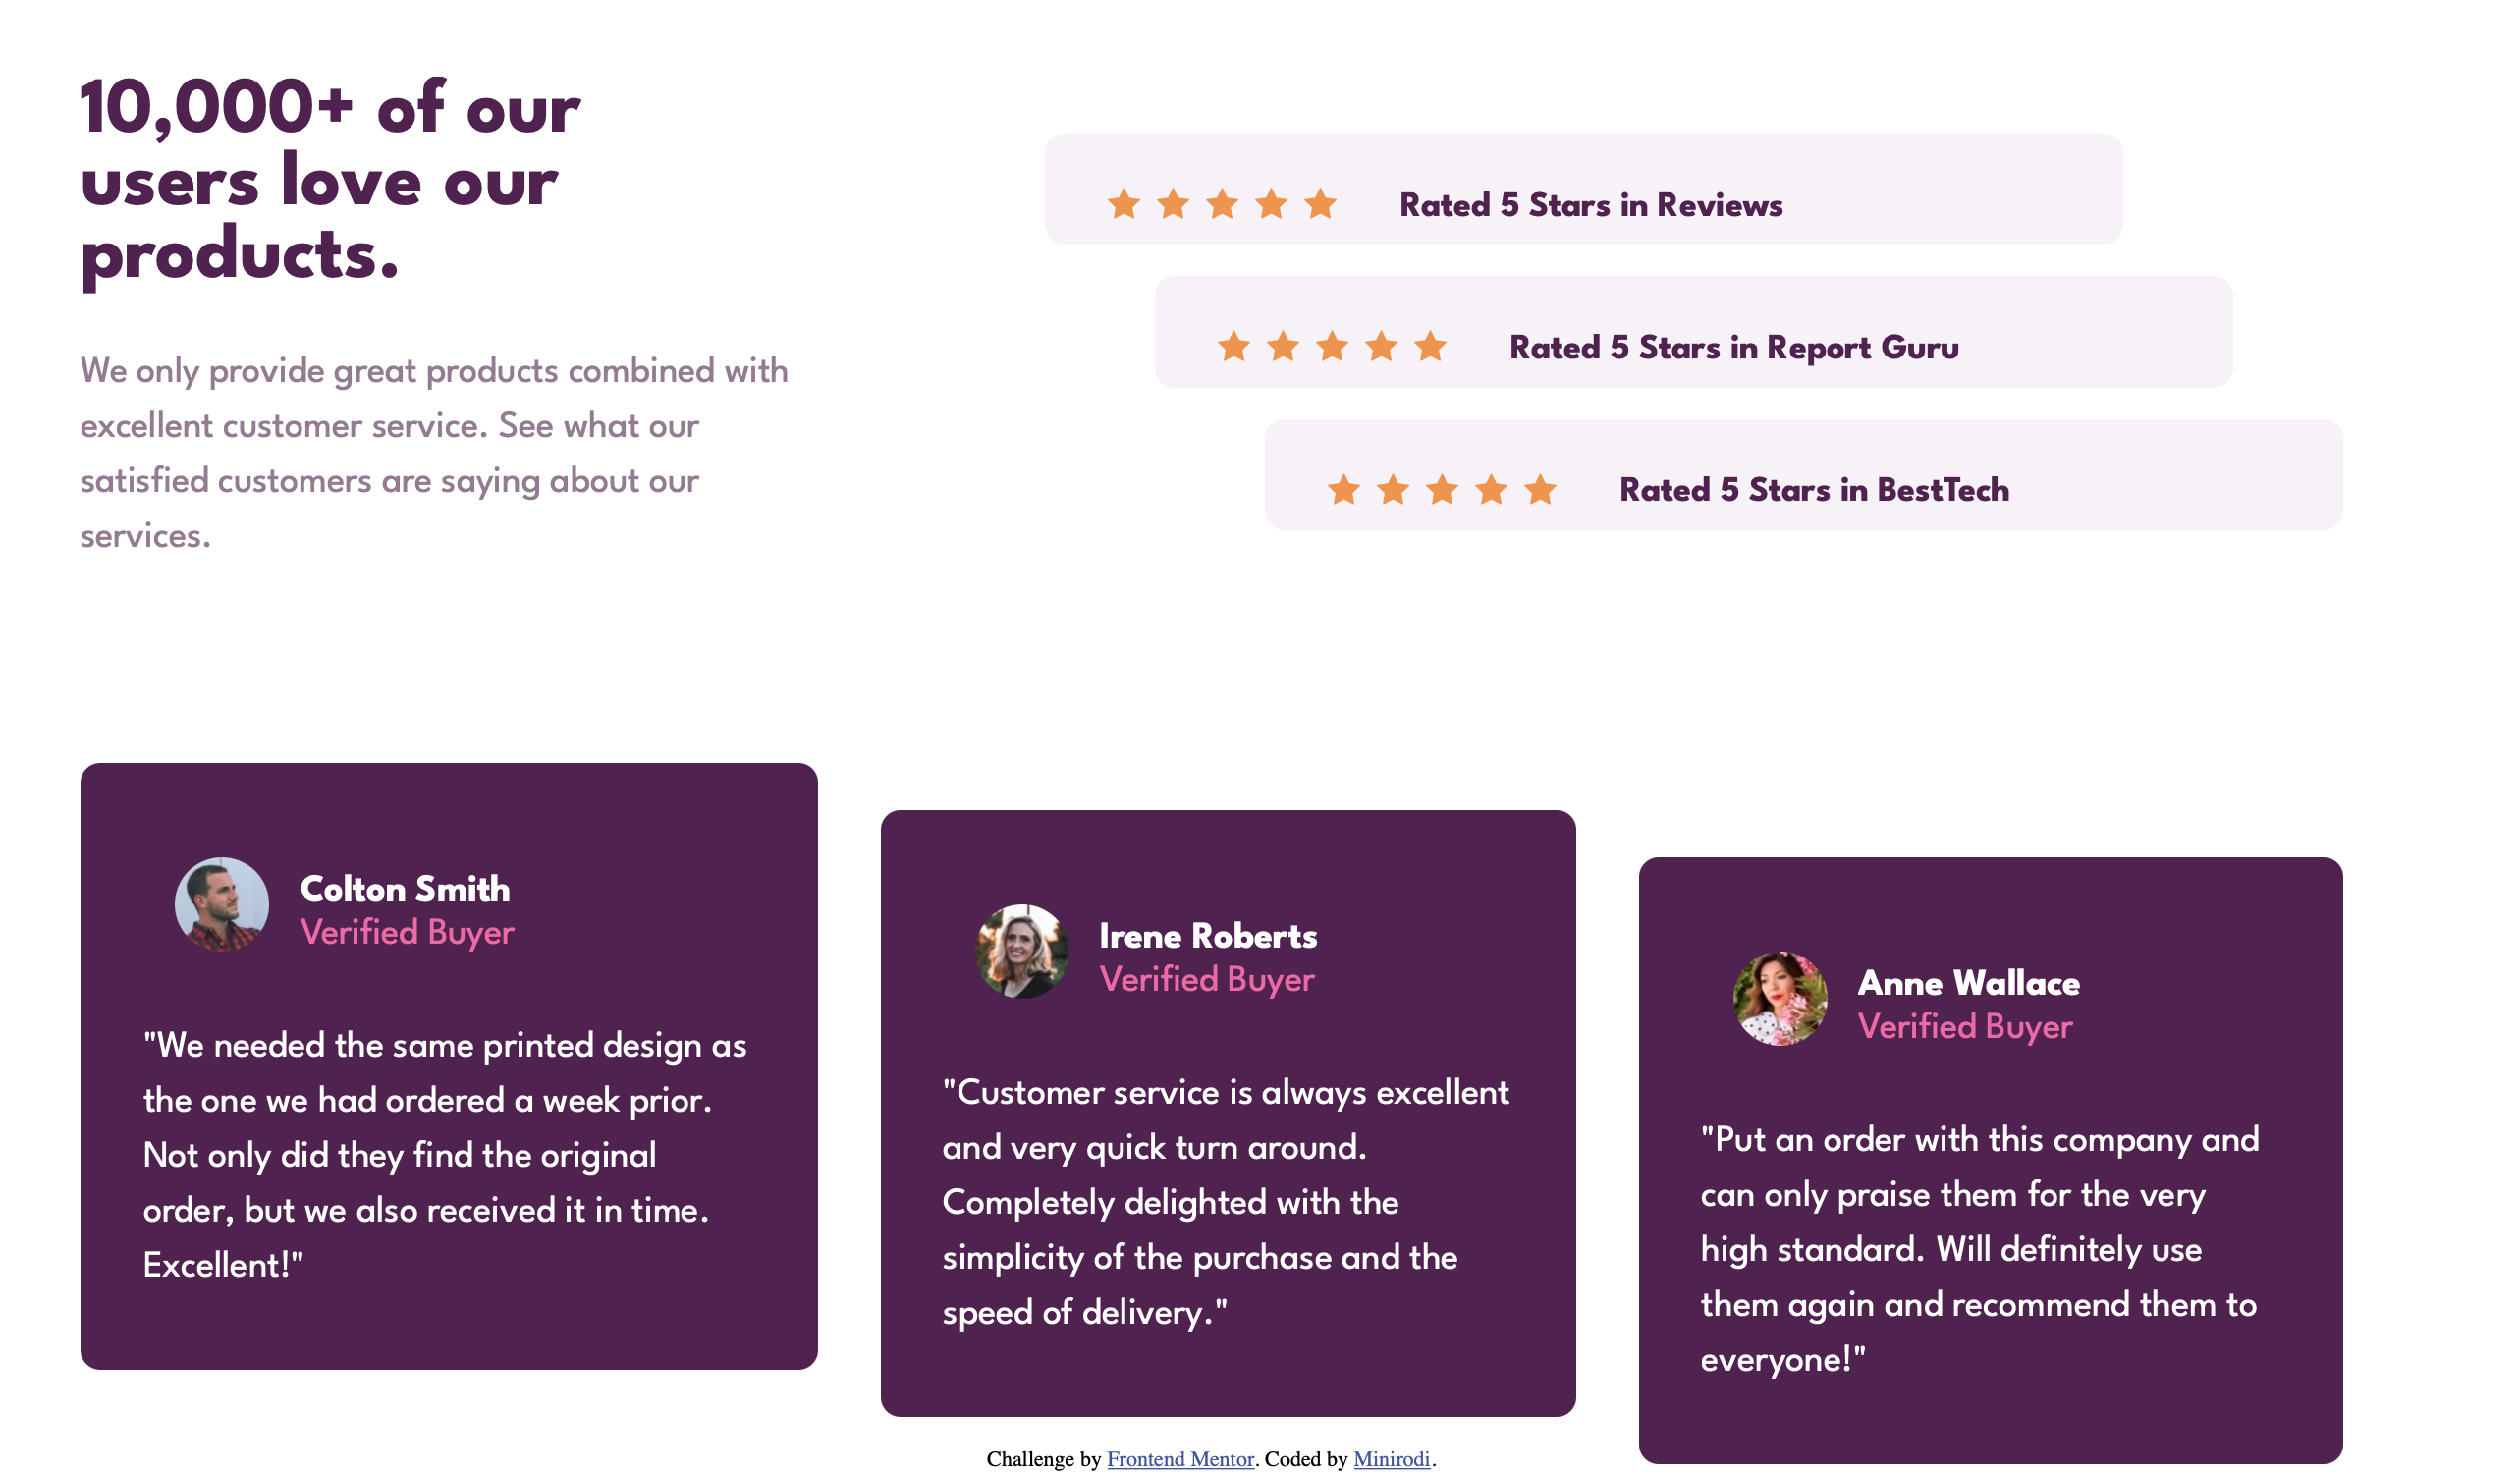 10,000+ of our
users love our
products.
We only provide great products combined with
excellent customer service. See what our
satisfied customers are saying about our
services.
Rated 5 Stars in Reviews
Rated 5 Stars in Report Guru
Rated 5 Stars in BestTech
Colton Smith
Verified Buyer
"We needed the same printed design as
the one we had ordered a week prior.
Not only did they find the original
order, but we also received it in time.
Excellent!"
Irene Roberts
Verified Buyer
"Customer service is always excellent
and very quick turn around.
Completely delighted with the
simplicity of the purchase and the
speed of delivery."
Anne Wallace
Verified Buyer
"Put an order with this company and
can only praise them for the very
high standard. Will definitely use
them again and recommend them to
everyone!"
Challenge by Frontend Mentor. Coded by Minirodi.